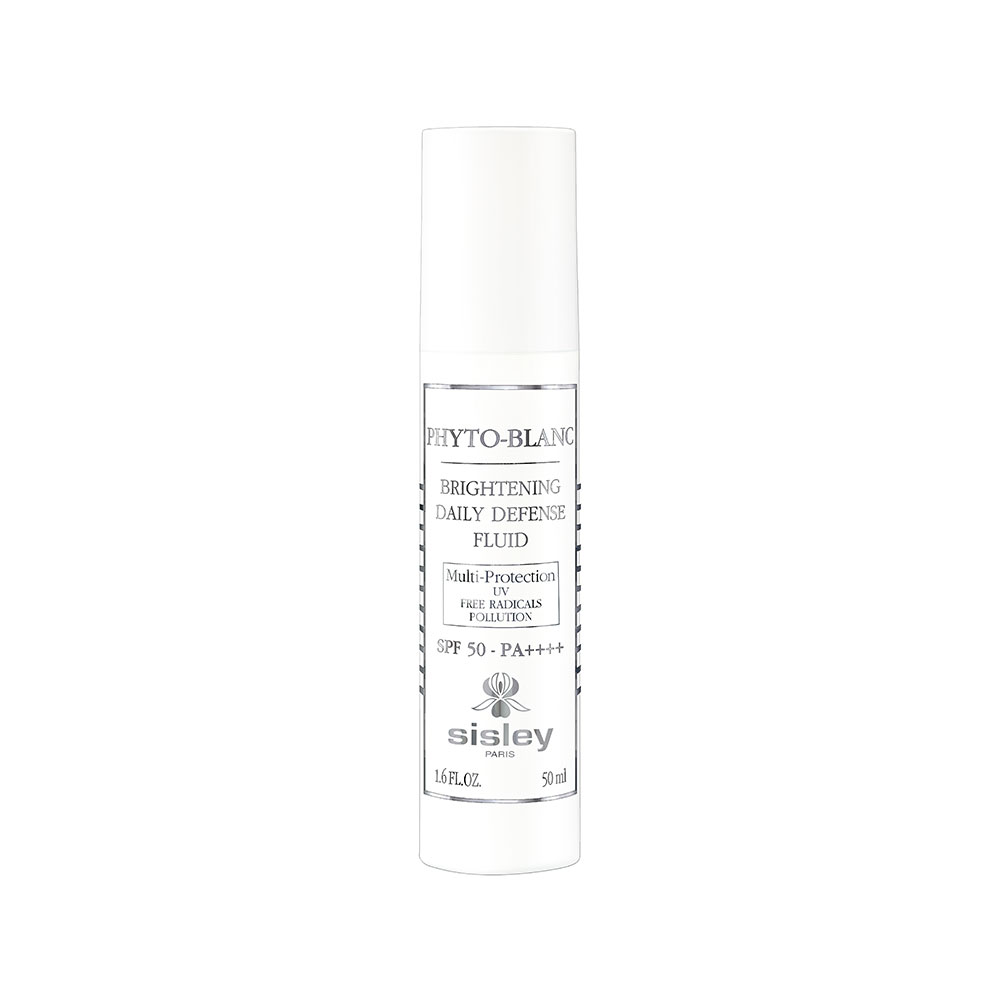 PHYTO-BLANC
BRIGHTENING
DAILY DEFENSE
FLUID
Multi-Protection
UV
FREE RADICALS
POLLUTION
SPF 50 - PA++++
sisley
PARIS
1.6 FL.OZ. 50 ml